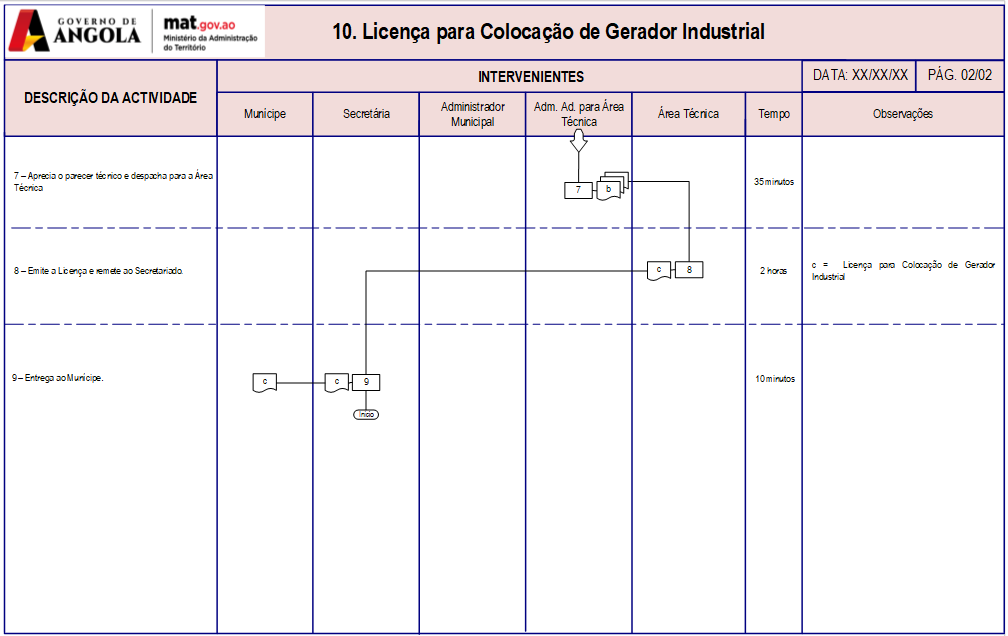 GOVERNO DE
ANGOLA
mat.gov.ao
Ministério da Administração
do Território
10. Licença para Colocação de Gerador Industrial
DESCRIÇÃO DA ACTIVIDADE
INTERVENIENTES
DATA: XX/XX/XX
PÁG. 02/02
Munícipe
Secretária
Administrador
Municipal
Adm. Ad. para Área
Técnica
Área Técnica
Tempo
Observações
7 – Aprecia o parecer técnico e despacha para a Área
Técnica
7
b
35 minutos
8 – Emite a Licença e remete ao Secretariado.
c
8
2 horas
c = Licença para Colocação de Gerador
Industrial
9 – Entrega ao Munícipe.
c
c
9
10 minutos
Início